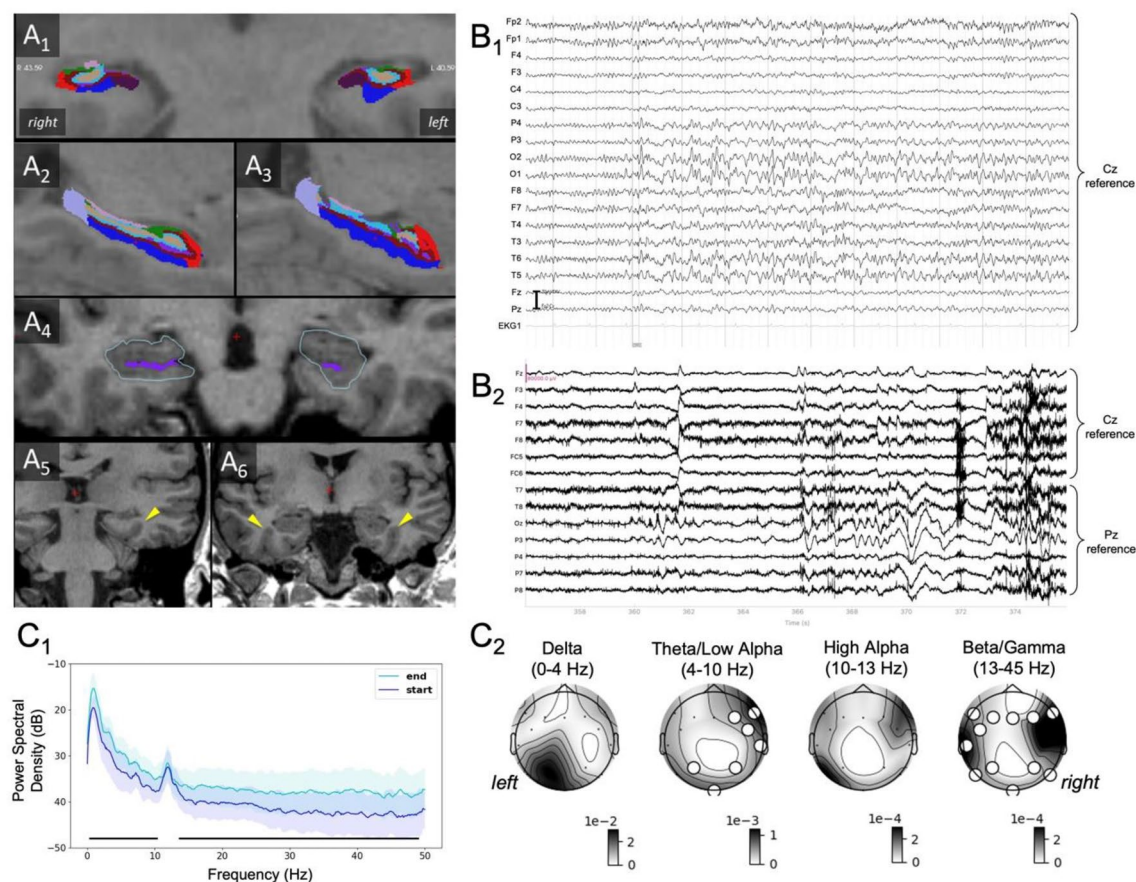 A1
R: 43.59
L: 40.59
right
left
A2
A3
A4
A5
A6
B1
Fp2
Fp1
F4
F3
C4
C3
P4
P3
O2
O1
F8
F7
T4
T3
T6
T5
Fz
Pz
EKG1
Cz
reference
B2
Fz
F3
F4
F7
F8
FC5
FC6
T7
T8
Oz
P3
P4
P7
P8
Cz
reference
Pz
reference
358
360
362
364
366
368
370
372
374
Time (s)
C1
−10
20
30
40
−50
Power Spectral
Density (dB)
end
start
0
10
20
30
40
50
Frequency (Hz)
C2
Delta
(0-4 Hz)
Theta/Low Alpha
(4-10 Hz)
High Alpha
(10-13 Hz)
Beta/Gamma
(13-45 Hz)
left
right
1e−2
2
0
1e−3
1
0
1e−4
2
0
1e−4
2
0